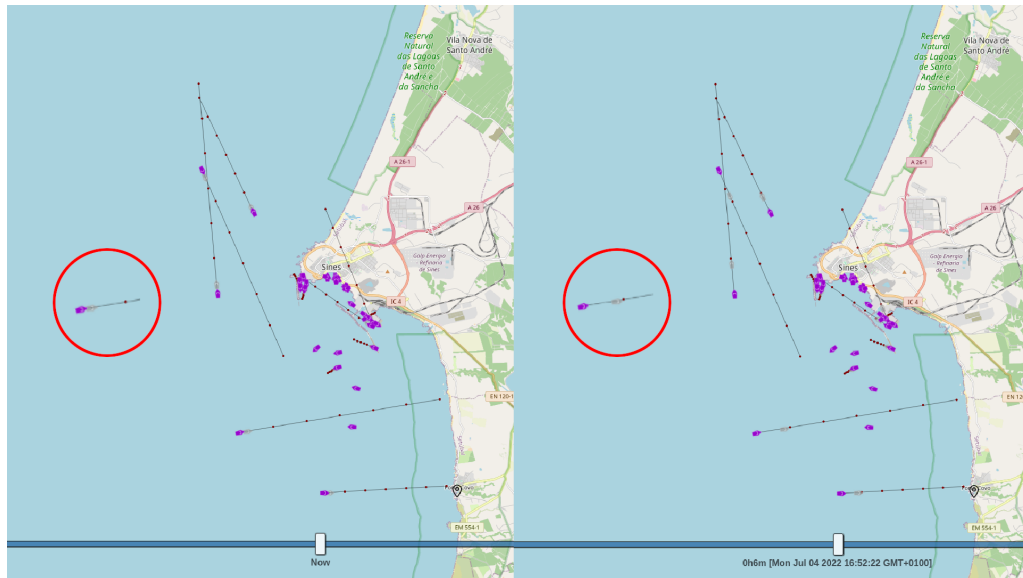 Reserva
Natural
das Lagoas
de Santo
André e
da Sancha
Vila Nova de
Santo André
A 26-1
A 26
Sines
Galp Energia
- Refinaria
de Sines
IC 4
EN 120-1
EM 554-1
Now
Reserva
Natural
das Lagoas
de Santo
André e
da Sancha
Vila Nova de
Santo André
A 26-1
A 26
Sines
Galp Energia
- Refinaria
de Sines
IC 4
EN 12
EM 554-1
0h6m [Mon Jul 04 2022 16:52:22 GMT+0100]